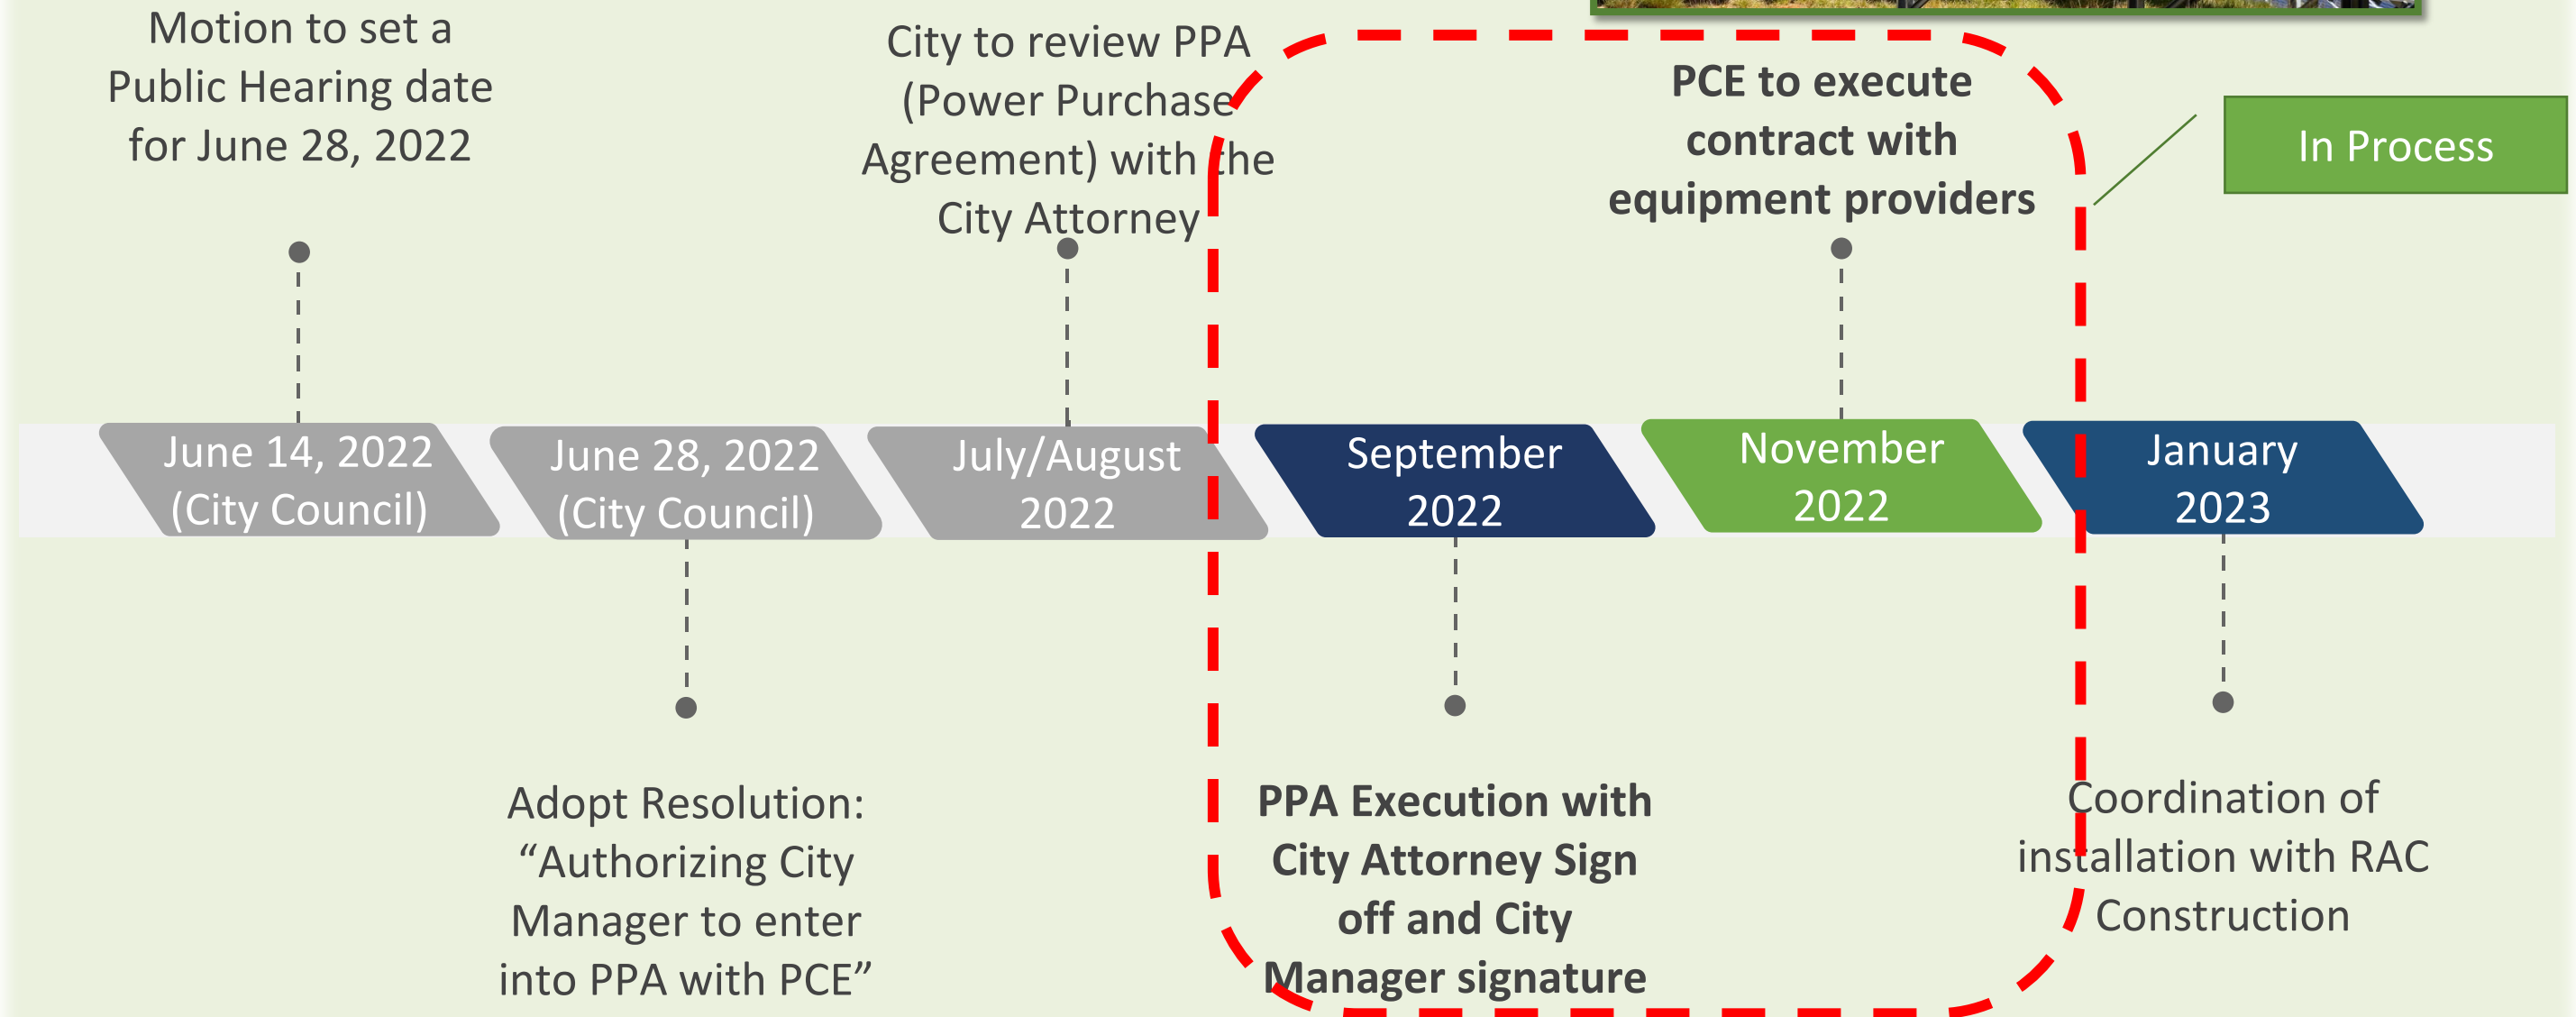 Motion to set a
Public Hearing date
for June 28, 2022
City to review PPA
(Power Purchase
Agreement) with the
City Attorney
PCE to execute
contract with
equipment providers
In Process
June 14, 2022
(City Council)
June 28, 2022
(City Council)
July/August
2022
September
2022
November
2022
January
2023
Adopt Resolution:
“Authorizing City
Manager to enter
into PPA with PCE”
PPA Execution with
City Attorney Sign
off and City
Manager signature
Coordination of
installation with RAC
Construction